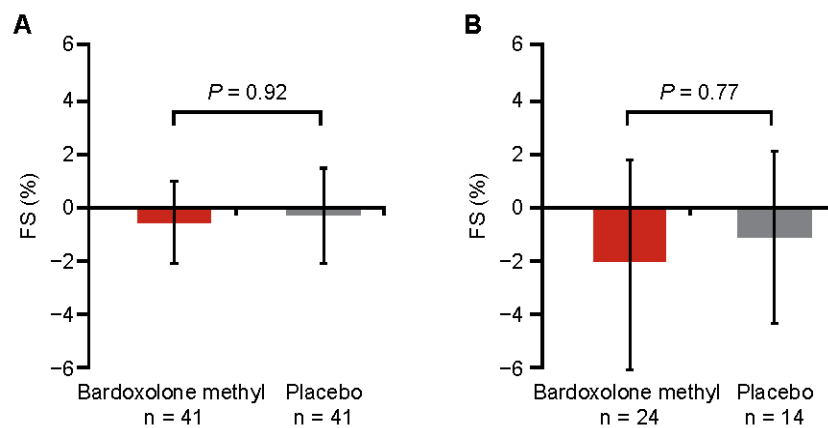 A
6
4
2
0
−2
−4
−6
FS (%)
P = 0.92
Bardoxolone methyl
n = 41
Placebo
n = 41
B
6
4
2
0
−2
−4
−6
FS (%)
P = 0.77
Bardoxolone methyl
n = 24
Placebo
n = 14